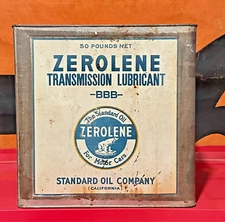 50 POUNDS NET
ZEROLENE
TRANSMISSION LUBRICANT
-BBB-
The Standard Oil
ZEROLENE
For Motor Cars
STANDARD OIL COMPANY
(CALIFORNIA)